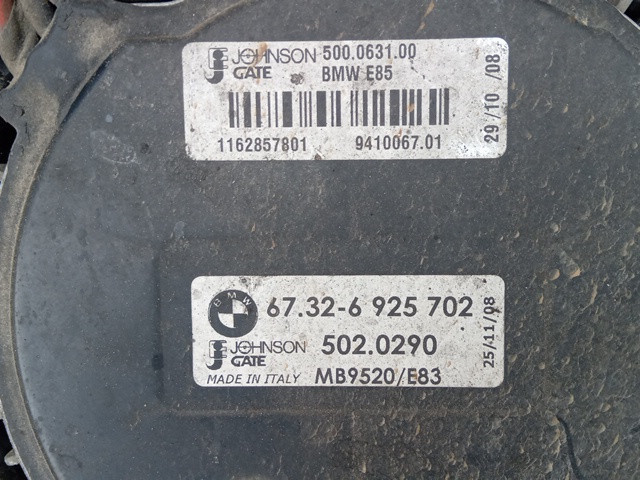 JOHNSON GATE 500.0631.00
BMW E85
1162857801 9410067.01
29/10/08
BMW
67.32-6 925 702
JOHNSON GATE 502.0290
MADE IN ITALY MB9520/E83
25/11/08